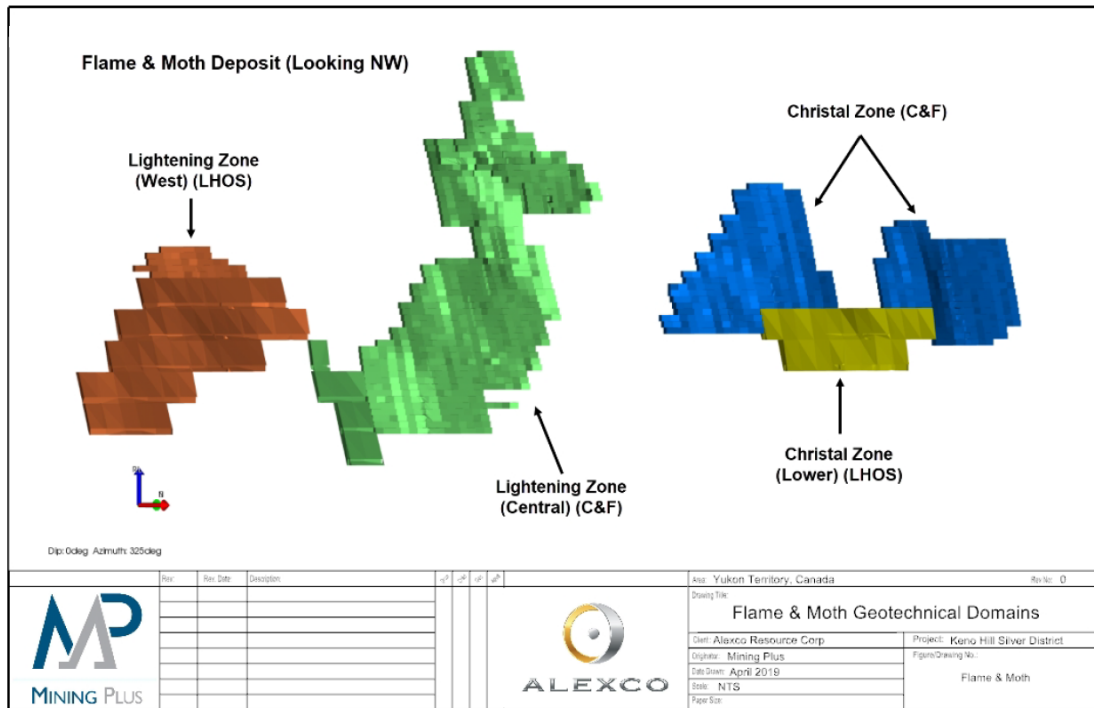 Flame & Moth Deposit (Looking NW)
Christal Zone (C&F)
Lightening Zone
(West) (LHOS)
Christal Zone
(Lower) (LHOS)
Lightening Zone
(Central) (C&F)
Dip: 0deg Azimuth: 325deg
Rev:
Rev. Date:
Description:
Area: Yukon Territory, Canada
Rev No: 0
Drawing Title:
Flame & Moth Geotechnical Domains
Client: Alexco Resource Corp
Project: Keno Hill Silver District
Originator: Mining Plus
Figure/Drawing No.:
Date Drawn: April 2019
Flame & Moth
Scale: NTS
Paper Size:
MP
MINING PLUS
ALEXCO